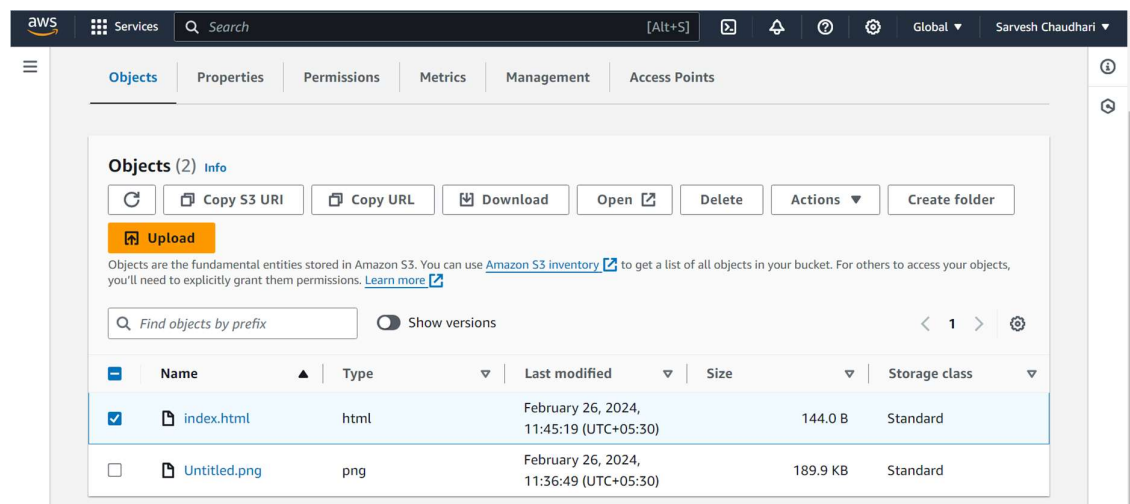 aws Services Search [Alt+S] Global Sarvesh Chaudhari
Objects Properties Permissions Metrics Management Access Points
Objects (2) Info
Copy S3 URI Copy URL Download Open Delete Actions Create folder
Upload
Objects are the fundamental entities stored in Amazon S3. You can use Amazon S3 inventory to get a list of all objects in your bucket. For others to access your objects,
you'll need to explicitly grant them permissions. Learn more
Find objects by prefix Show versions 1
Name Type Last modified Size Storage class
index.html html February 26, 2024, 144.0 B Standard
11:45:19 (UTC+05:30)
Untitled.png png February 26, 2024, 189.9 KB Standard
11:36:49 (UTC+05:30)